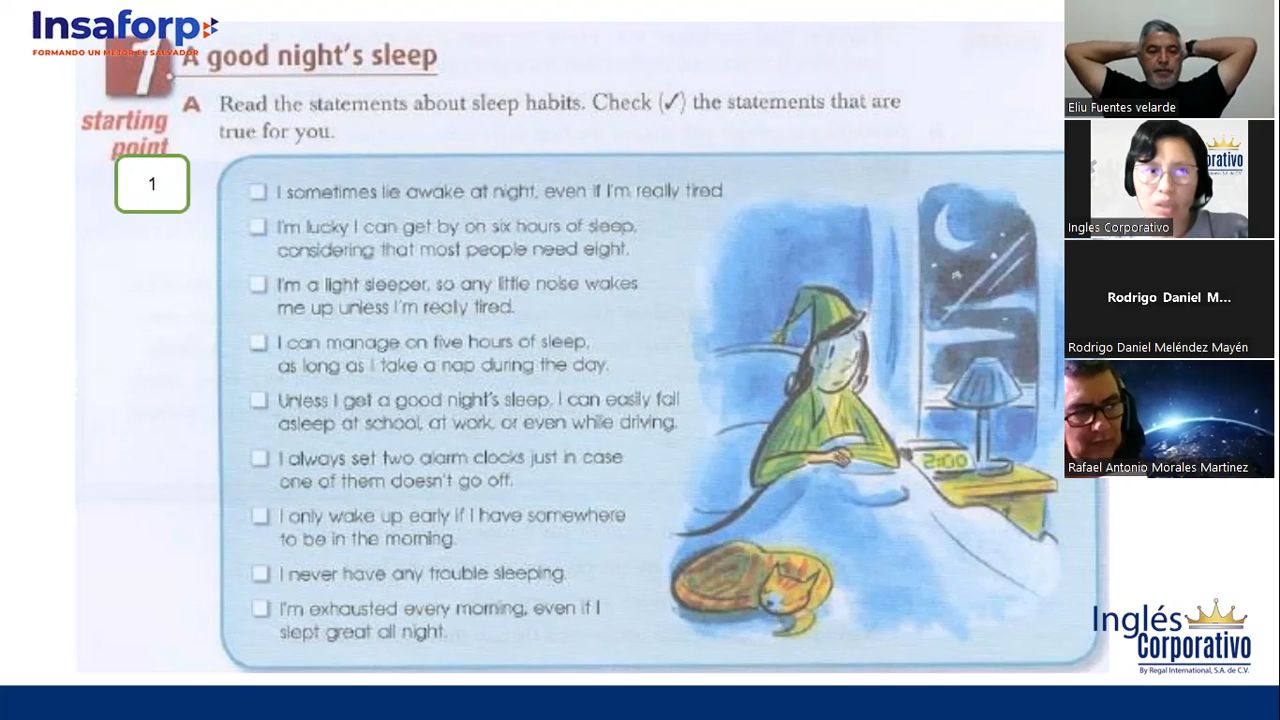 Insaforp
FORMANDO UN MEJOR EL SALVADOR
7
A good night's sleep
starting
point
A Read the statements about sleep habits. Check (✓) the statements that are
true for you.
1
I sometimes lie awake at night, even if I'm really tired.
I'm lucky I can get by on six hours of sleep,
considering that most people need eight.
I'm a light sleeper, so any little noise wakes
me up unless I'm really tired.
I can manage on five hours of sleep,
as long as I take a nap during the day.
Unless I get a good night's sleep, I can easily fall
asleep at school, at work, or even while driving.
I always set two alarm clocks just in case
one of them doesn't go off.
I only wake up early if I have somewhere
to be in the morning.
I never have any trouble sleeping.
I'm exhausted every morning, even if I
slept great all night.
2:00
Eliu Fuentes velarde
orativo
Ingles Corporativo
Rodrigo Daniel M...
Rodrigo Daniel Meléndez Mayén
Rafael Antonio Morales Martinez
Inglés
Corporativo
By Regal International, S.A. de C.V.